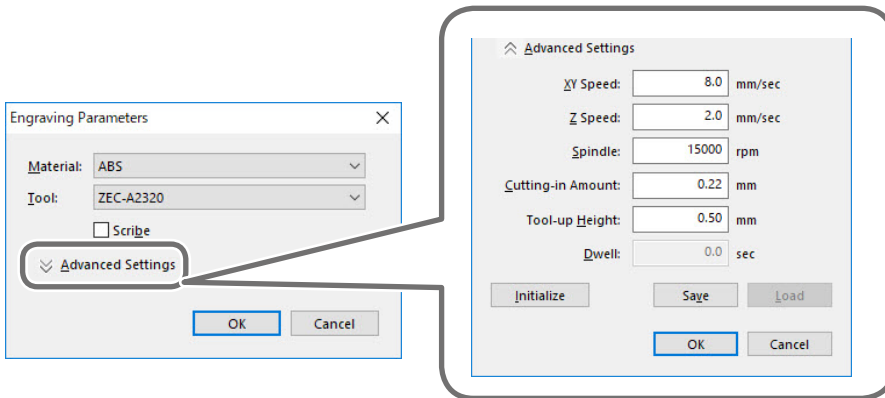 Engraving Parameters
Material: ABS
Tool: ZEC-A2320
Scribe
Advanced Settings
OK Cancel
Advanced Settings
XY Speed: 8.0 mm/sec
Z Speed: 2.0 mm/sec
Spindle: 15000 rpm
Cutting-in Amount: 0.22 mm
Tool-up Height: 0.50 mm
Dwell: 0.0 sec
Initialize Save Load
OK Cancel